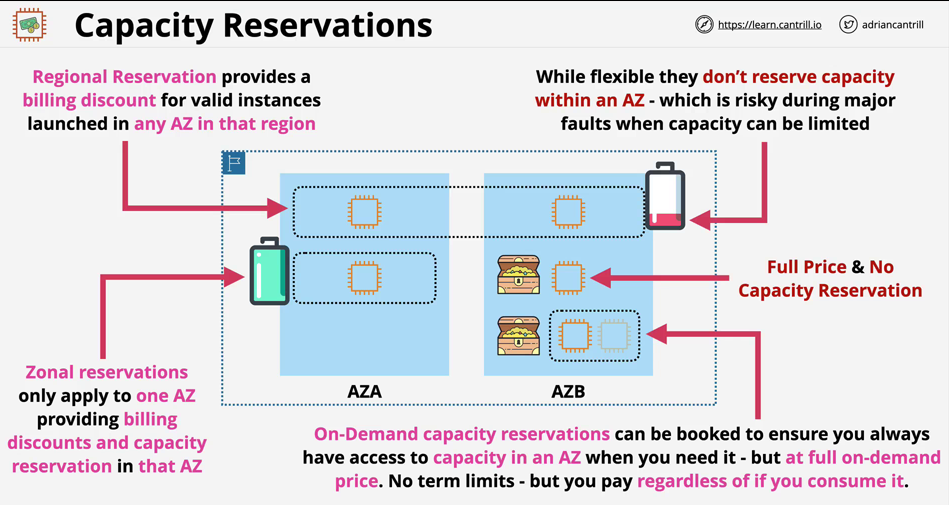 Capacity Reservations
https://learn.cantrill.io
adriancantrill
Regional Reservation provides a
billing discount for valid instances
launched in any AZ in that region
While flexible they don't reserve capacity
within an AZ - which is risky during major
faults when capacity can be limited
Full Price & No
Capacity Reservation
Zonal reservations
only apply to one AZ
providing billing
discounts and capacity
reservation in that AZ
AZA
AZB
On-Demand capacity reservations can be booked to ensure you always
have access to capacity in an AZ when you need it - but at full on-demand
price. No term limits - but you pay regardless of if you consume it.